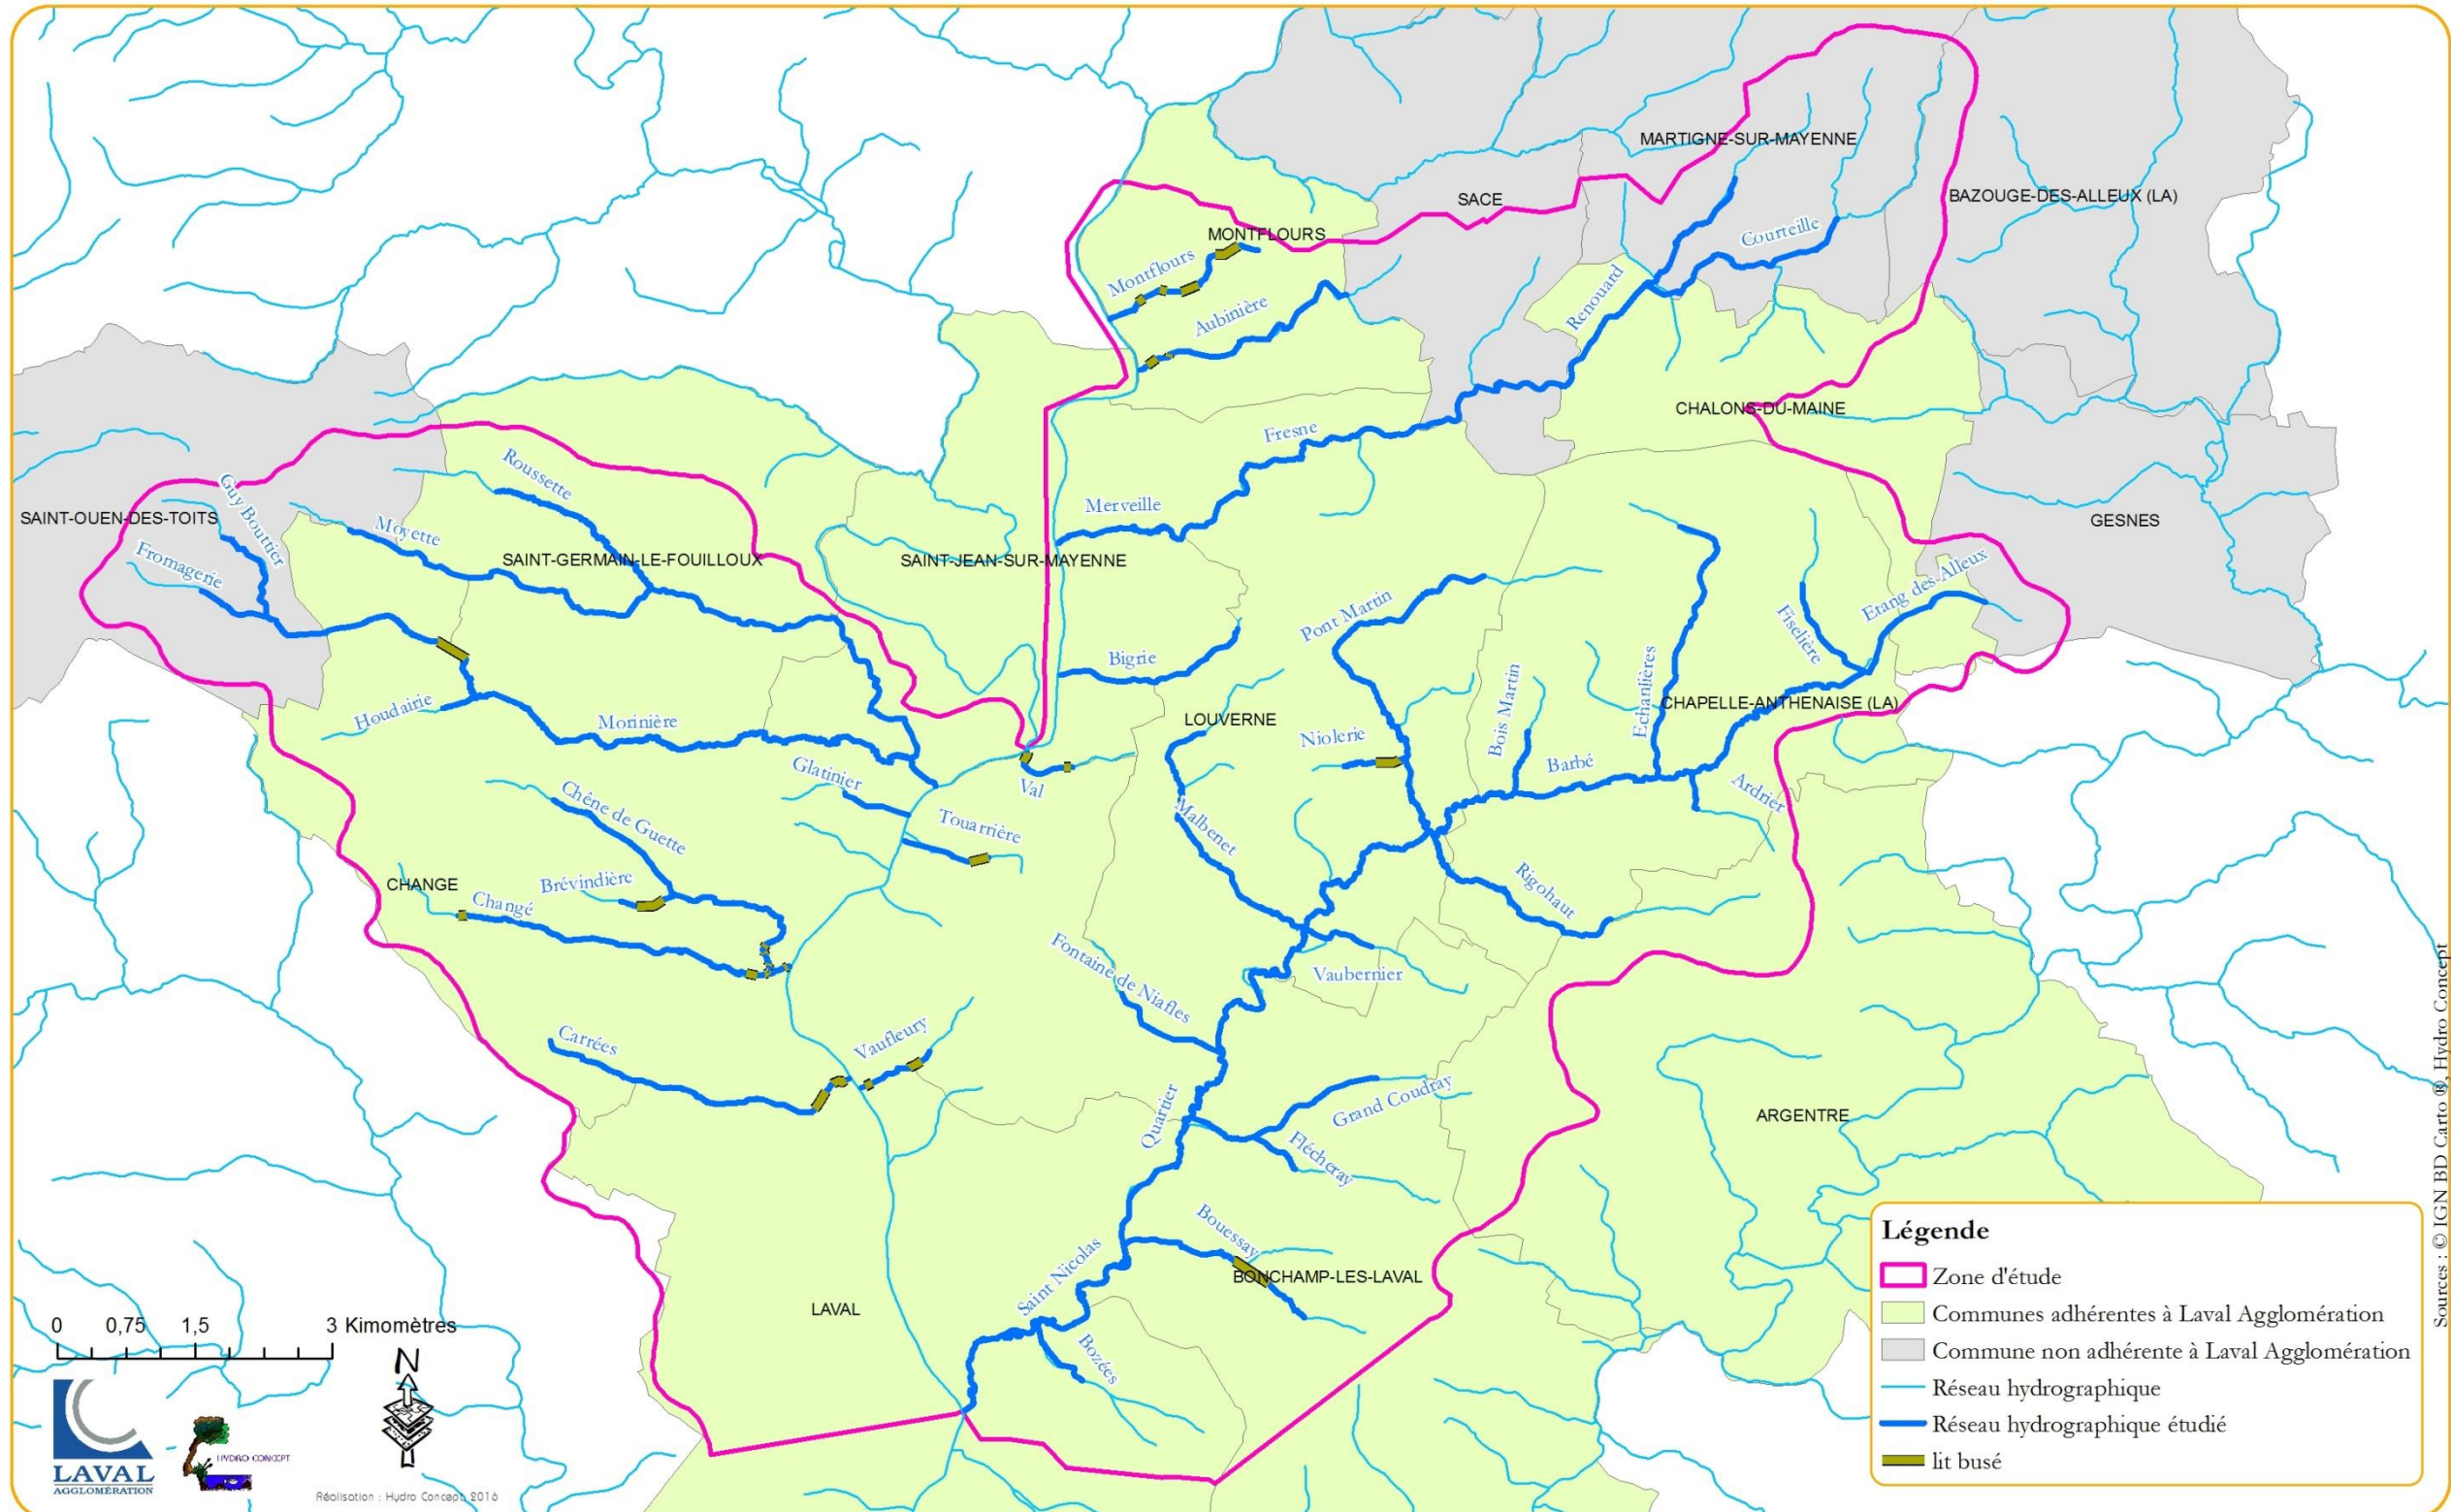 MARTIGNE-SUR-MAYENNE
SACE
BAZOUGE-DES-ALLEUX (LA)
MONTFLOURS
Courteille
Montflours
Renouard
Aubinière
CHALONS-DU-MAINE
Fresne
Roussette
Guy Bouttier
Merveille
SAINT-OUEN-DES-TOITS
GESNES
Moyette
Fromagerie
SAINT-GERMAIN-LE-FOUILLOUX
SAINT-JEAN-SUR-MAYENNE
Etang des Alleux
Pont Martin
Fiselière
Bigrie
Echanlières
Bois Martin
CHAPELLE-ANTHENAISE (LA)
Houdairie
Morinière
LOUVERNE
Niolerie
Barbé
Glatinier
Val
Ardrier
Chêne de Guette
Touarrière
Malbenet
CHANGE
Brévindière
Changé
Rigohaut
Fontaine de Niafles
Vaubernier
Carrées
Vaufleury
Quartier
Grand Coudray
ARGENTRE
Flécheray
Bouessay
Saint Nicolas
BONCHAMP-LES-LAVAL
LAVAL
Bozées
0 0,75 1,5 3 Kimomètres
N
LAVAL
AGGLOMÉRATION
HYDRO CONCEPT
Réalisation : Hydro Concept 2016
Légende
Zone d'étude
Communes adhérentes à Laval Agglomération
Commune non adhérente à Laval Agglomération
Réseau hydrographique
Réseau hydrographique étudié
lit busé
Sources : © IGN BD Carto ®, Hydro Concept